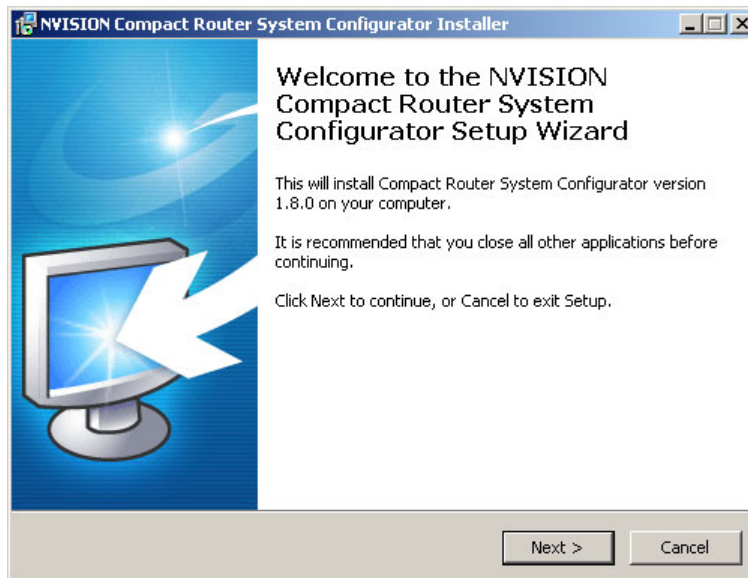 NVISION Compact Router System Configurator Installer
Welcome to the NVISION
Compact Router System
Configurator Setup Wizard
This will install Compact Router System Configurator version
1.8.0 on your computer.
It is recommended that you close all other applications before
continuing.
Click Next to continue, or Cancel to exit Setup.
Next >
Cancel